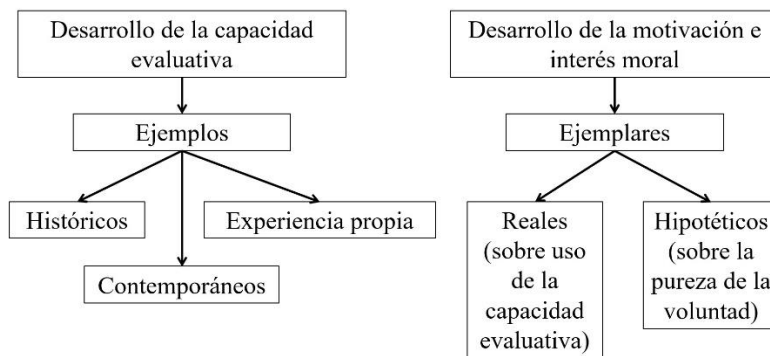 Desarrollo de la capacidad
evaluativa
Ejemplos
Históricos
Experiencia propia
Contemporáneos
Desarrollo de la motivación e
interés moral
Ejemplares
Reales
(sobre uso
de la
capacidad
evaluativa)
Hipotéticos
(sobre la
pureza de la
voluntad)